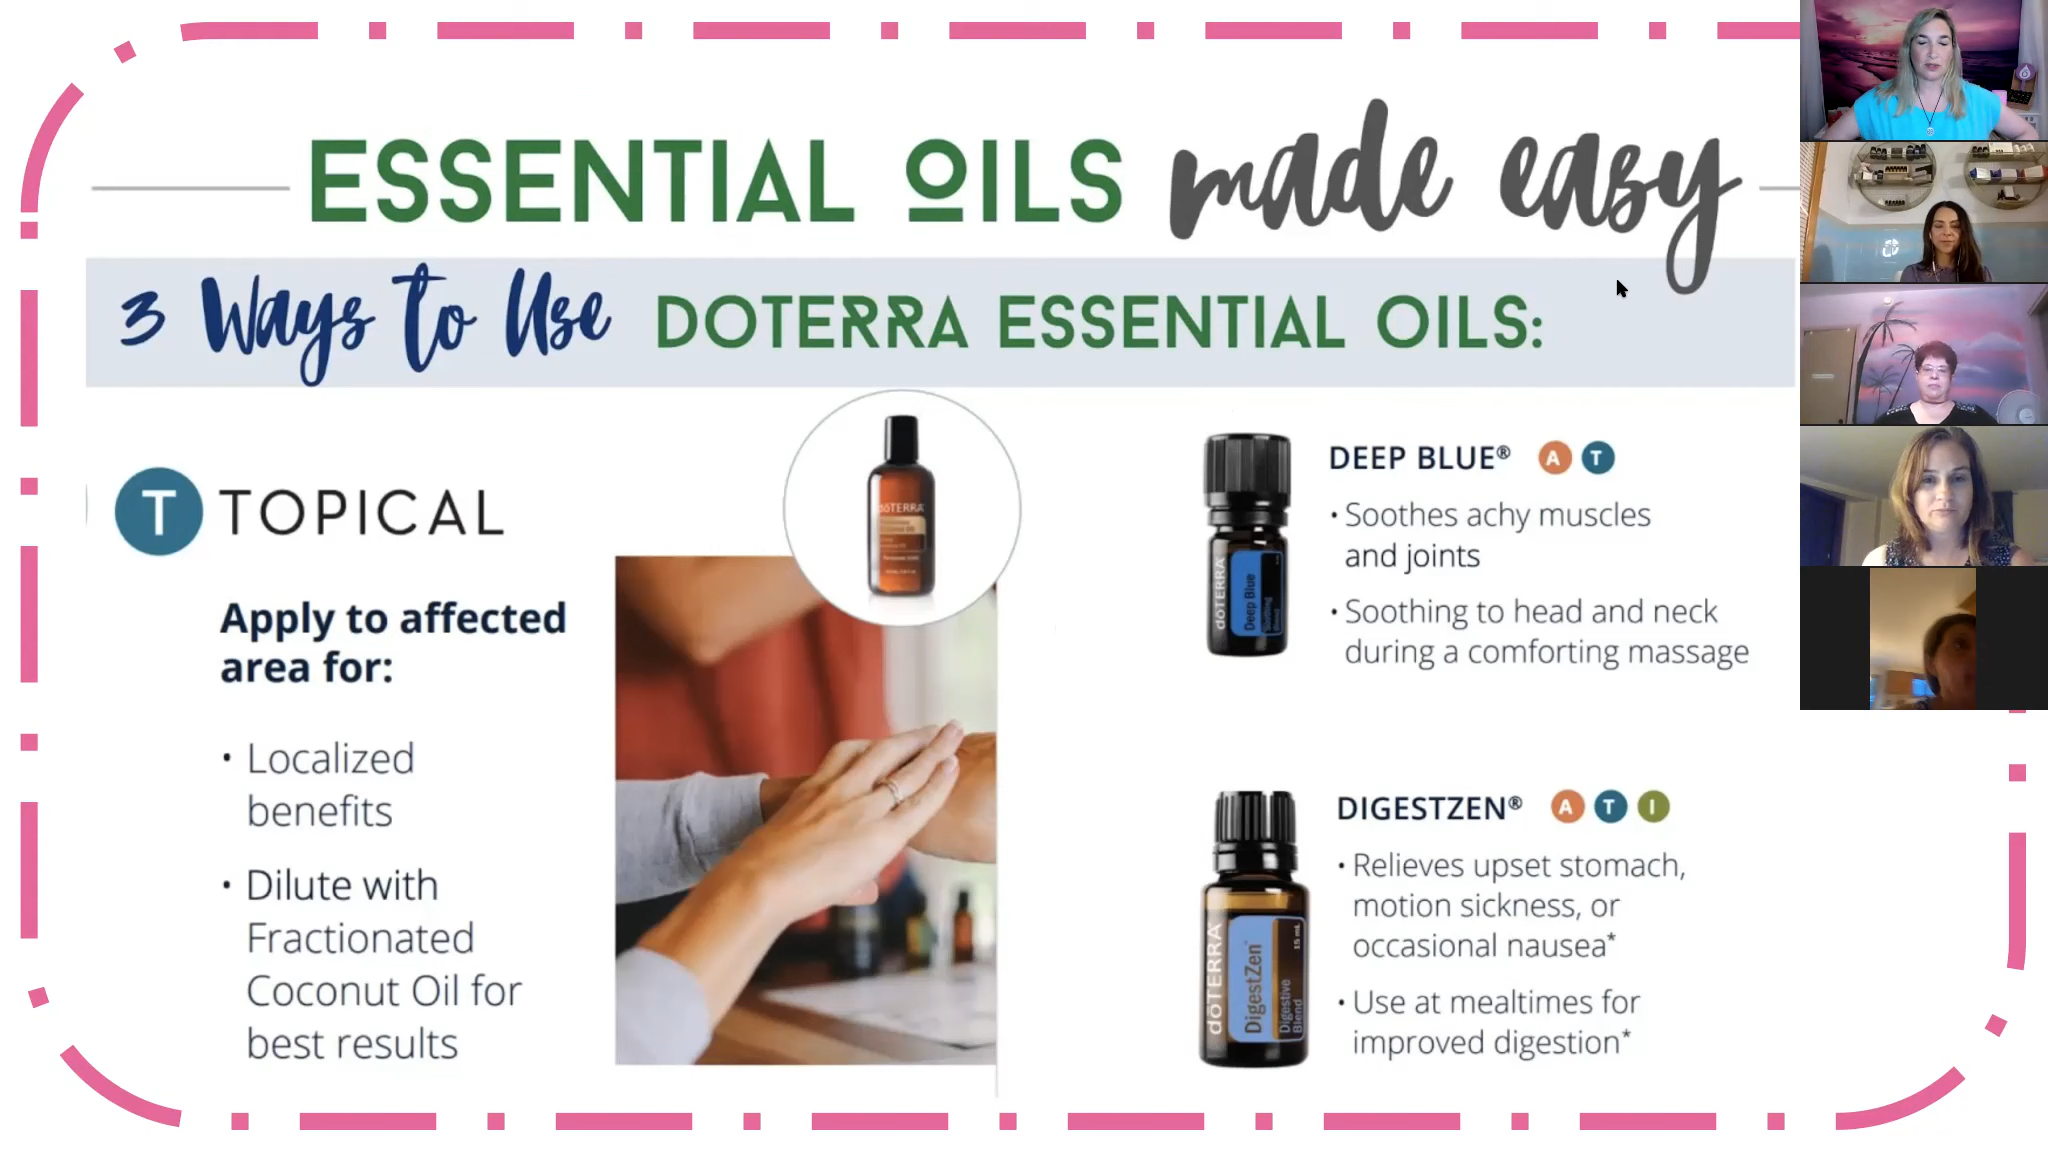 ESSENTIAL OILS made easy
3 Ways to Use DOTERRA ESSENTIAL OILS:
T TOPICAL
Apply to affected
area for:
• Localized
benefits
• Dilute with
Fractionated
Coconut Oil for
best results
dōTERRA
DEEP BLUE® A T
• Soothes achy muscles
and joints
• Soothing to head and neck
during a comforting massage
dōTERRA
Deep Blue
Soothing
Blend
DIGESTZEN® A T I
• Relieves upset stomach,
motion sickness, or
occasional nausea*
• Use at mealtimes for
improved digestion*
dōTERRA
DigestZen
Digestive
Blend
15 mL